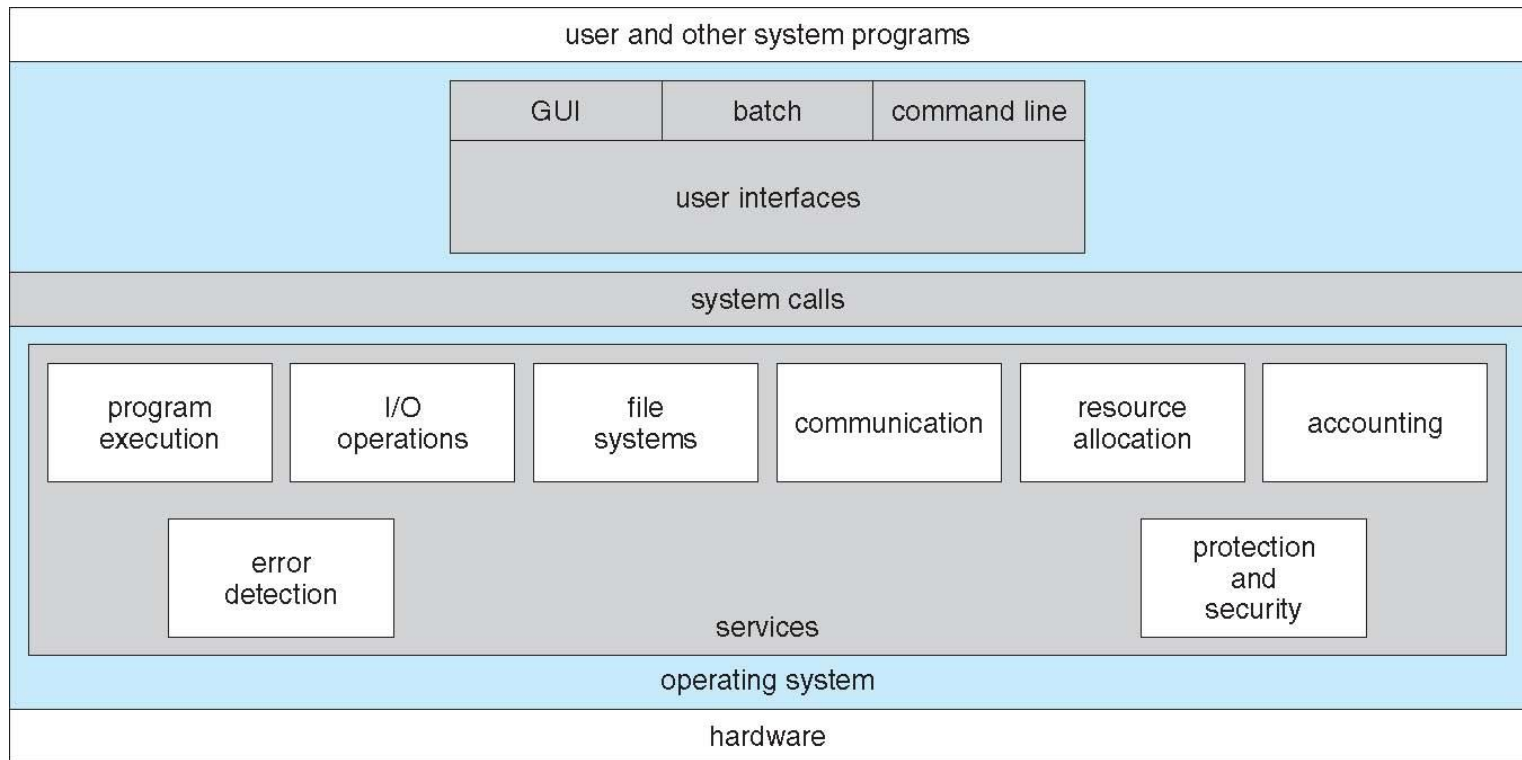 user and other system programs
GUI
batch
command line
user interfaces
system calls
program
execution
I/O
operations
file
systems
communication
resource
allocation
accounting
error
detection
protection
and
security
services
operating system
hardware